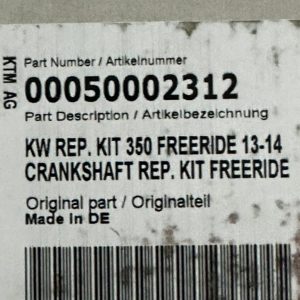 KTM AG
Part Number / Artikelnummer
00050002312
Part Description / Artikelbezeichnung
KW REP. KIT 350 FREERIDE 13-14
CRANKSHAFT REP. KIT FREERIDE
Original part / Originalteil
Made In DE